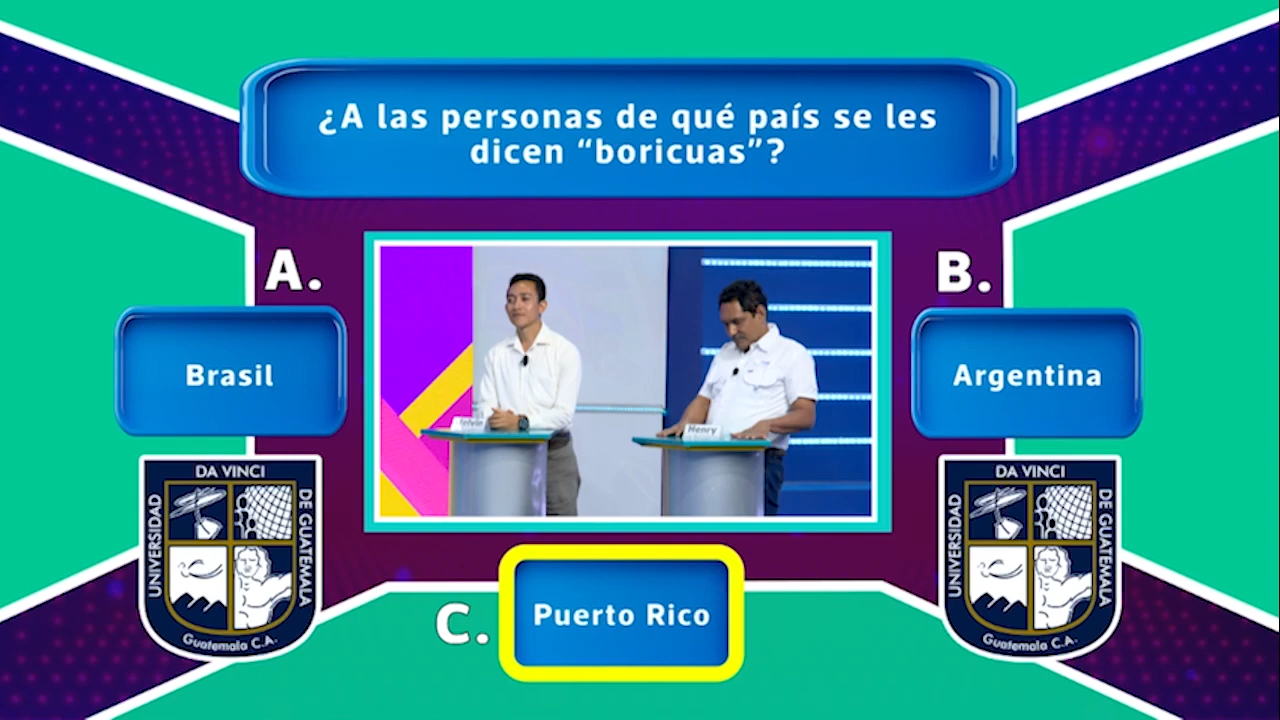 ¿A las personas de qué país se les
dicen “boricuas”?
A.
B.
Brasil
Argentina
Henry
DA VINCI
UNIVERSIDAD
DE GUATEMALA
Guatemala C.A.
DA VINCI
UNIVERSIDAD
DE GUATEMALA
Guatemala C.A.
C.
Puerto Rico